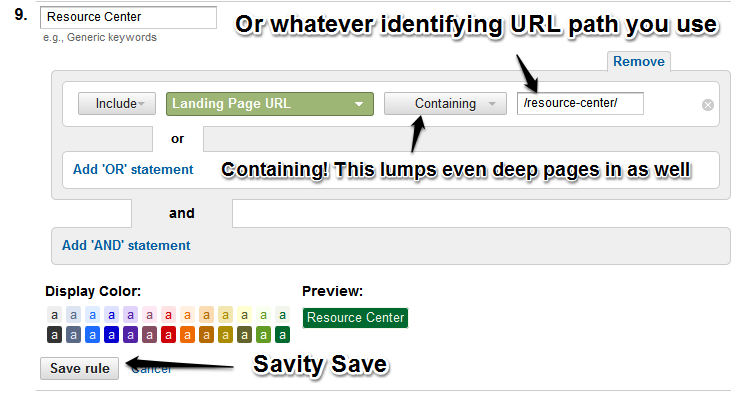 9. Resource Center
Or whatever identifying URL path you use
e.g., Generic keywords
Remove
Include Landing Page URL Containing /resource-center/
or
Add 'OR' statement
Containing! This lumps even deep pages in as well
and
Add 'AND' statement
Display Color: Preview:
a a a a a a a a a a a a a
Resource Center
a a a a a a a a a a a a a
Save rule Cancel
Savity Save